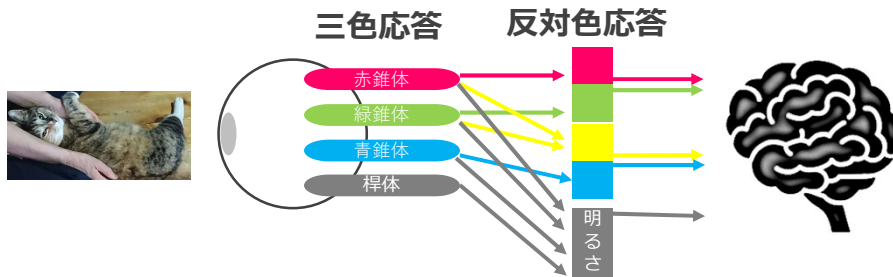 三色応答
反対色応答
赤錐体
緑錐体
青錐体
桿体
明るさ